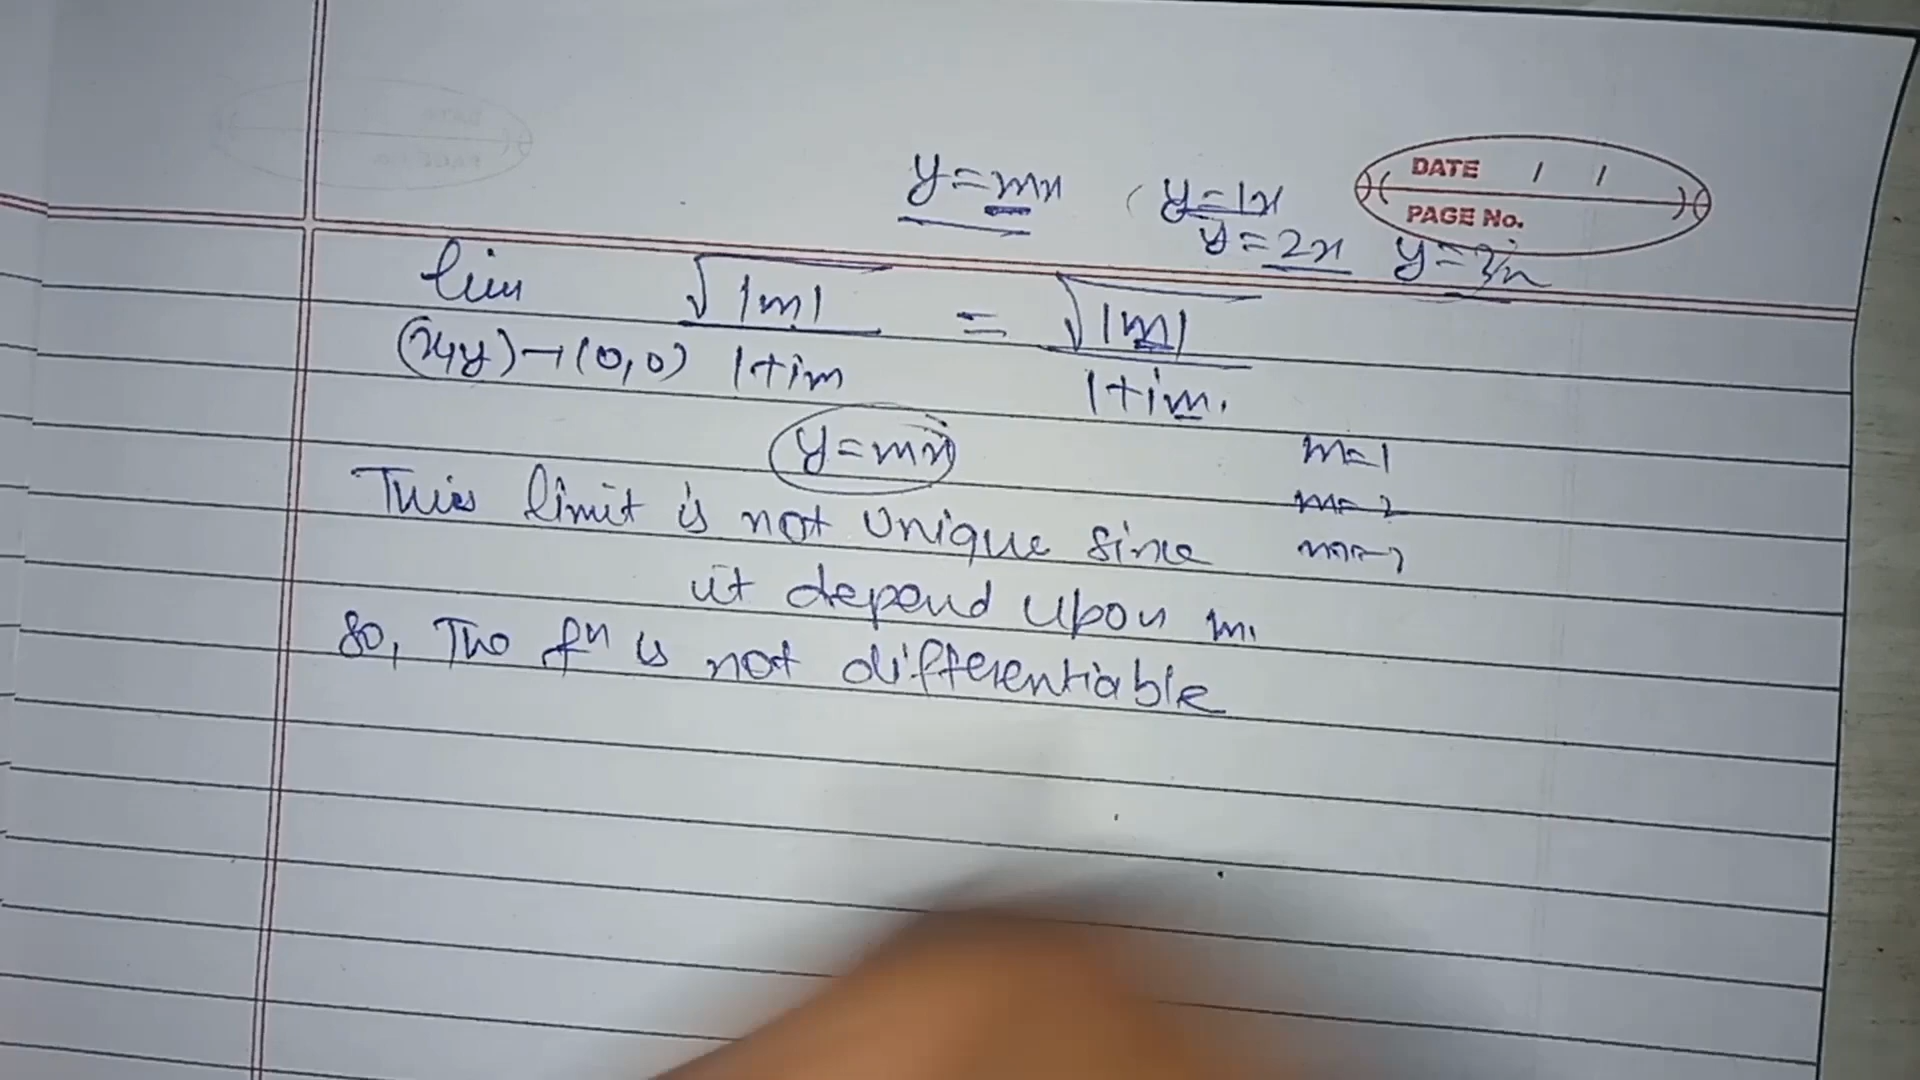 y=mx (y=1x
DATE / /
PAGE No.
y=2x y=3x
lim √|m| = √|m|
(x,y)→(0,0) 1+im 1+im.
y=mx m=1
This limit is not unique since m=2
it depend upon m.
So, The fn is not differentiable